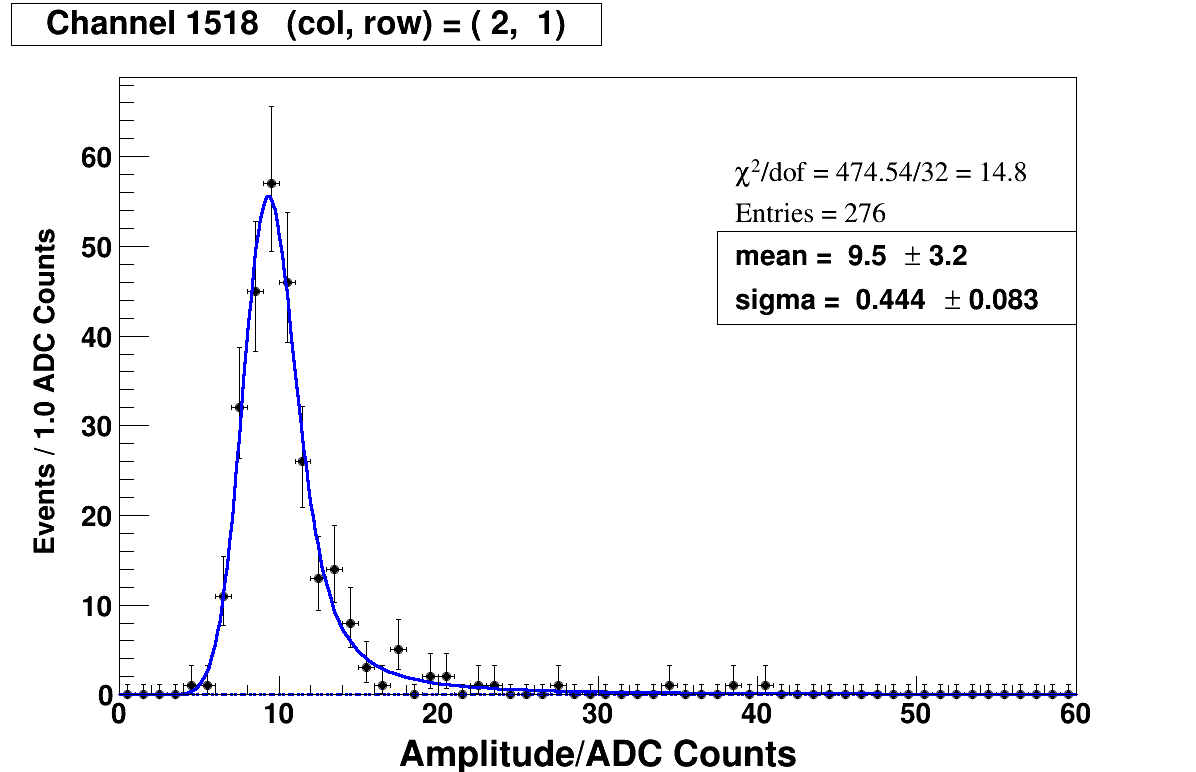 Channel 1518 (col, row) = ( 2, 1)
χ²/dof = 474.54/32 = 14.8
Entries = 276
mean = 9.5 ± 3.2
sigma = 0.444 ± 0.083
Events / 1.0 ADC Counts
60
50
40
30
20
10
0
0 10 20 30 40 50 60
Amplitude/ADC Counts